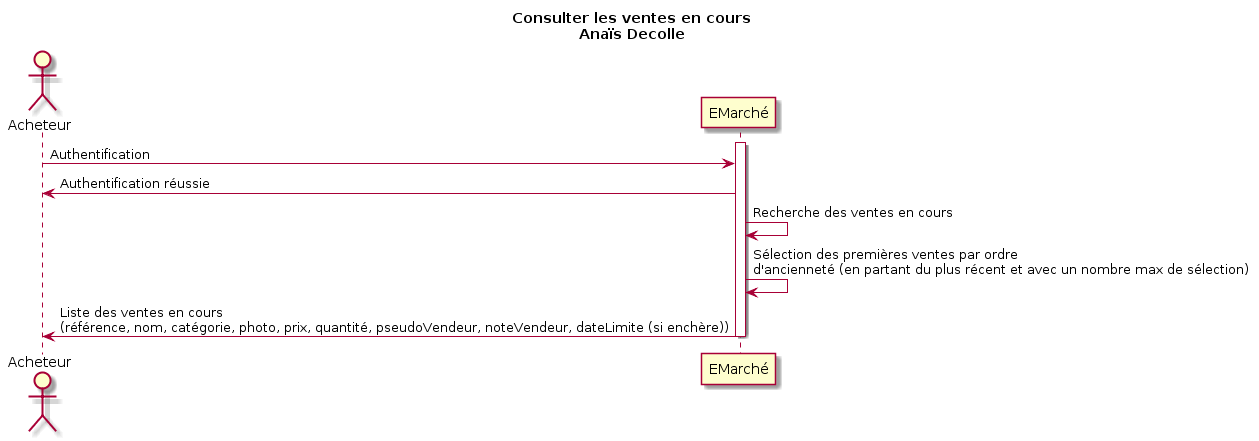 Consulter les ventes en cours
Anaïs Decolle
Acheteur
EMarché
Authentification
Authentification réussie
Recherche des ventes en cours
Sélection des premières ventes par ordre
d'ancienneté (en partant du plus récent et avec un nombre max de sélection)
Liste des ventes en cours
(référence, nom, catégorie, photo, prix, quantité, pseudoVendeur, noteVendeur, dateLimite (si enchère))
Acheteur
EMarché